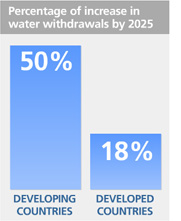 Percentage of increase in
water withdrawals by 2025
50%
18%
DEVELOPING
COUNTRIES
DEVELOPED
COUNTRIES